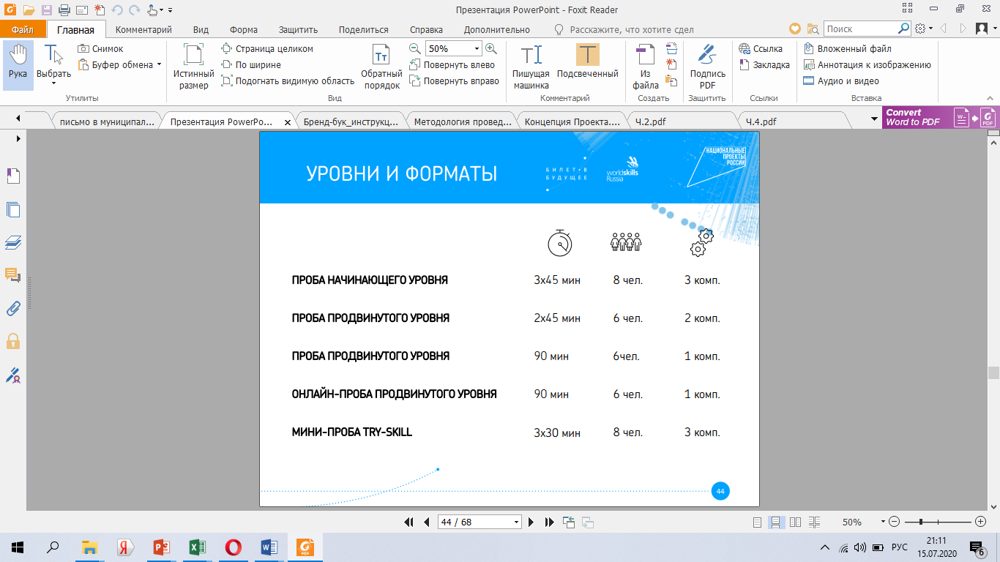 Презентация PowerPoint - Foxit Reader
Файл Главная Комментарий Вид Форма Защитить Поделиться Справка Дополнительно Расскажите, что хотите сдел Поиск
Рука
Выбрать
Снимок
Буфер обмена
Утилиты
Истинный размер
Страница целиком
По ширине
Подогнать видимую область
Обратный порядок
50%
Повернуть влево
Повернуть вправо
Вид
Пишущая машинка
Подсвеченный
Комментарий
Из файла
Создать
Подпись PDF
Защитить
Ссылка
Закладка
Ссылки
Вложенный файл
Аннотация к изображению
Аудио и видео
Вставка
письмо в муниципал... Презентация PowerPo... Бренд-бук_инструкц... Методология провед... Концепция Проекта.... Ч.2.pdf Ч.4.pdf
Convert
Word to PDF
УРОВНИ И ФОРМАТЫ
БИЛЕТ В
БУДУЩЕЕ
worldskills
Russia
НАЦИОНАЛЬНЫЕ
ПРОЕКТЫ
РОССИИ
ПРОБА НАЧИНАЮЩЕГО УРОВНЯ 3х45 мин 8 чел. 3 комп.
ПРОБА ПРОДВИНУТОГО УРОВНЯ 2х45 мин 6 чел. 2 комп.
ПРОБА ПРОДВИНУТОГО УРОВНЯ 90 мин 6чел. 1 комп.
ОНЛАЙН-ПРОБА ПРОДВИНУТОГО УРОВНЯ 90 мин 6 чел. 1 комп.
МИНИ-ПРОБА TRY-SKILL 3х30 мин 8 чел. 3 комп.
44
44 / 68
50%
РУС
21:11
15.07.2020
6